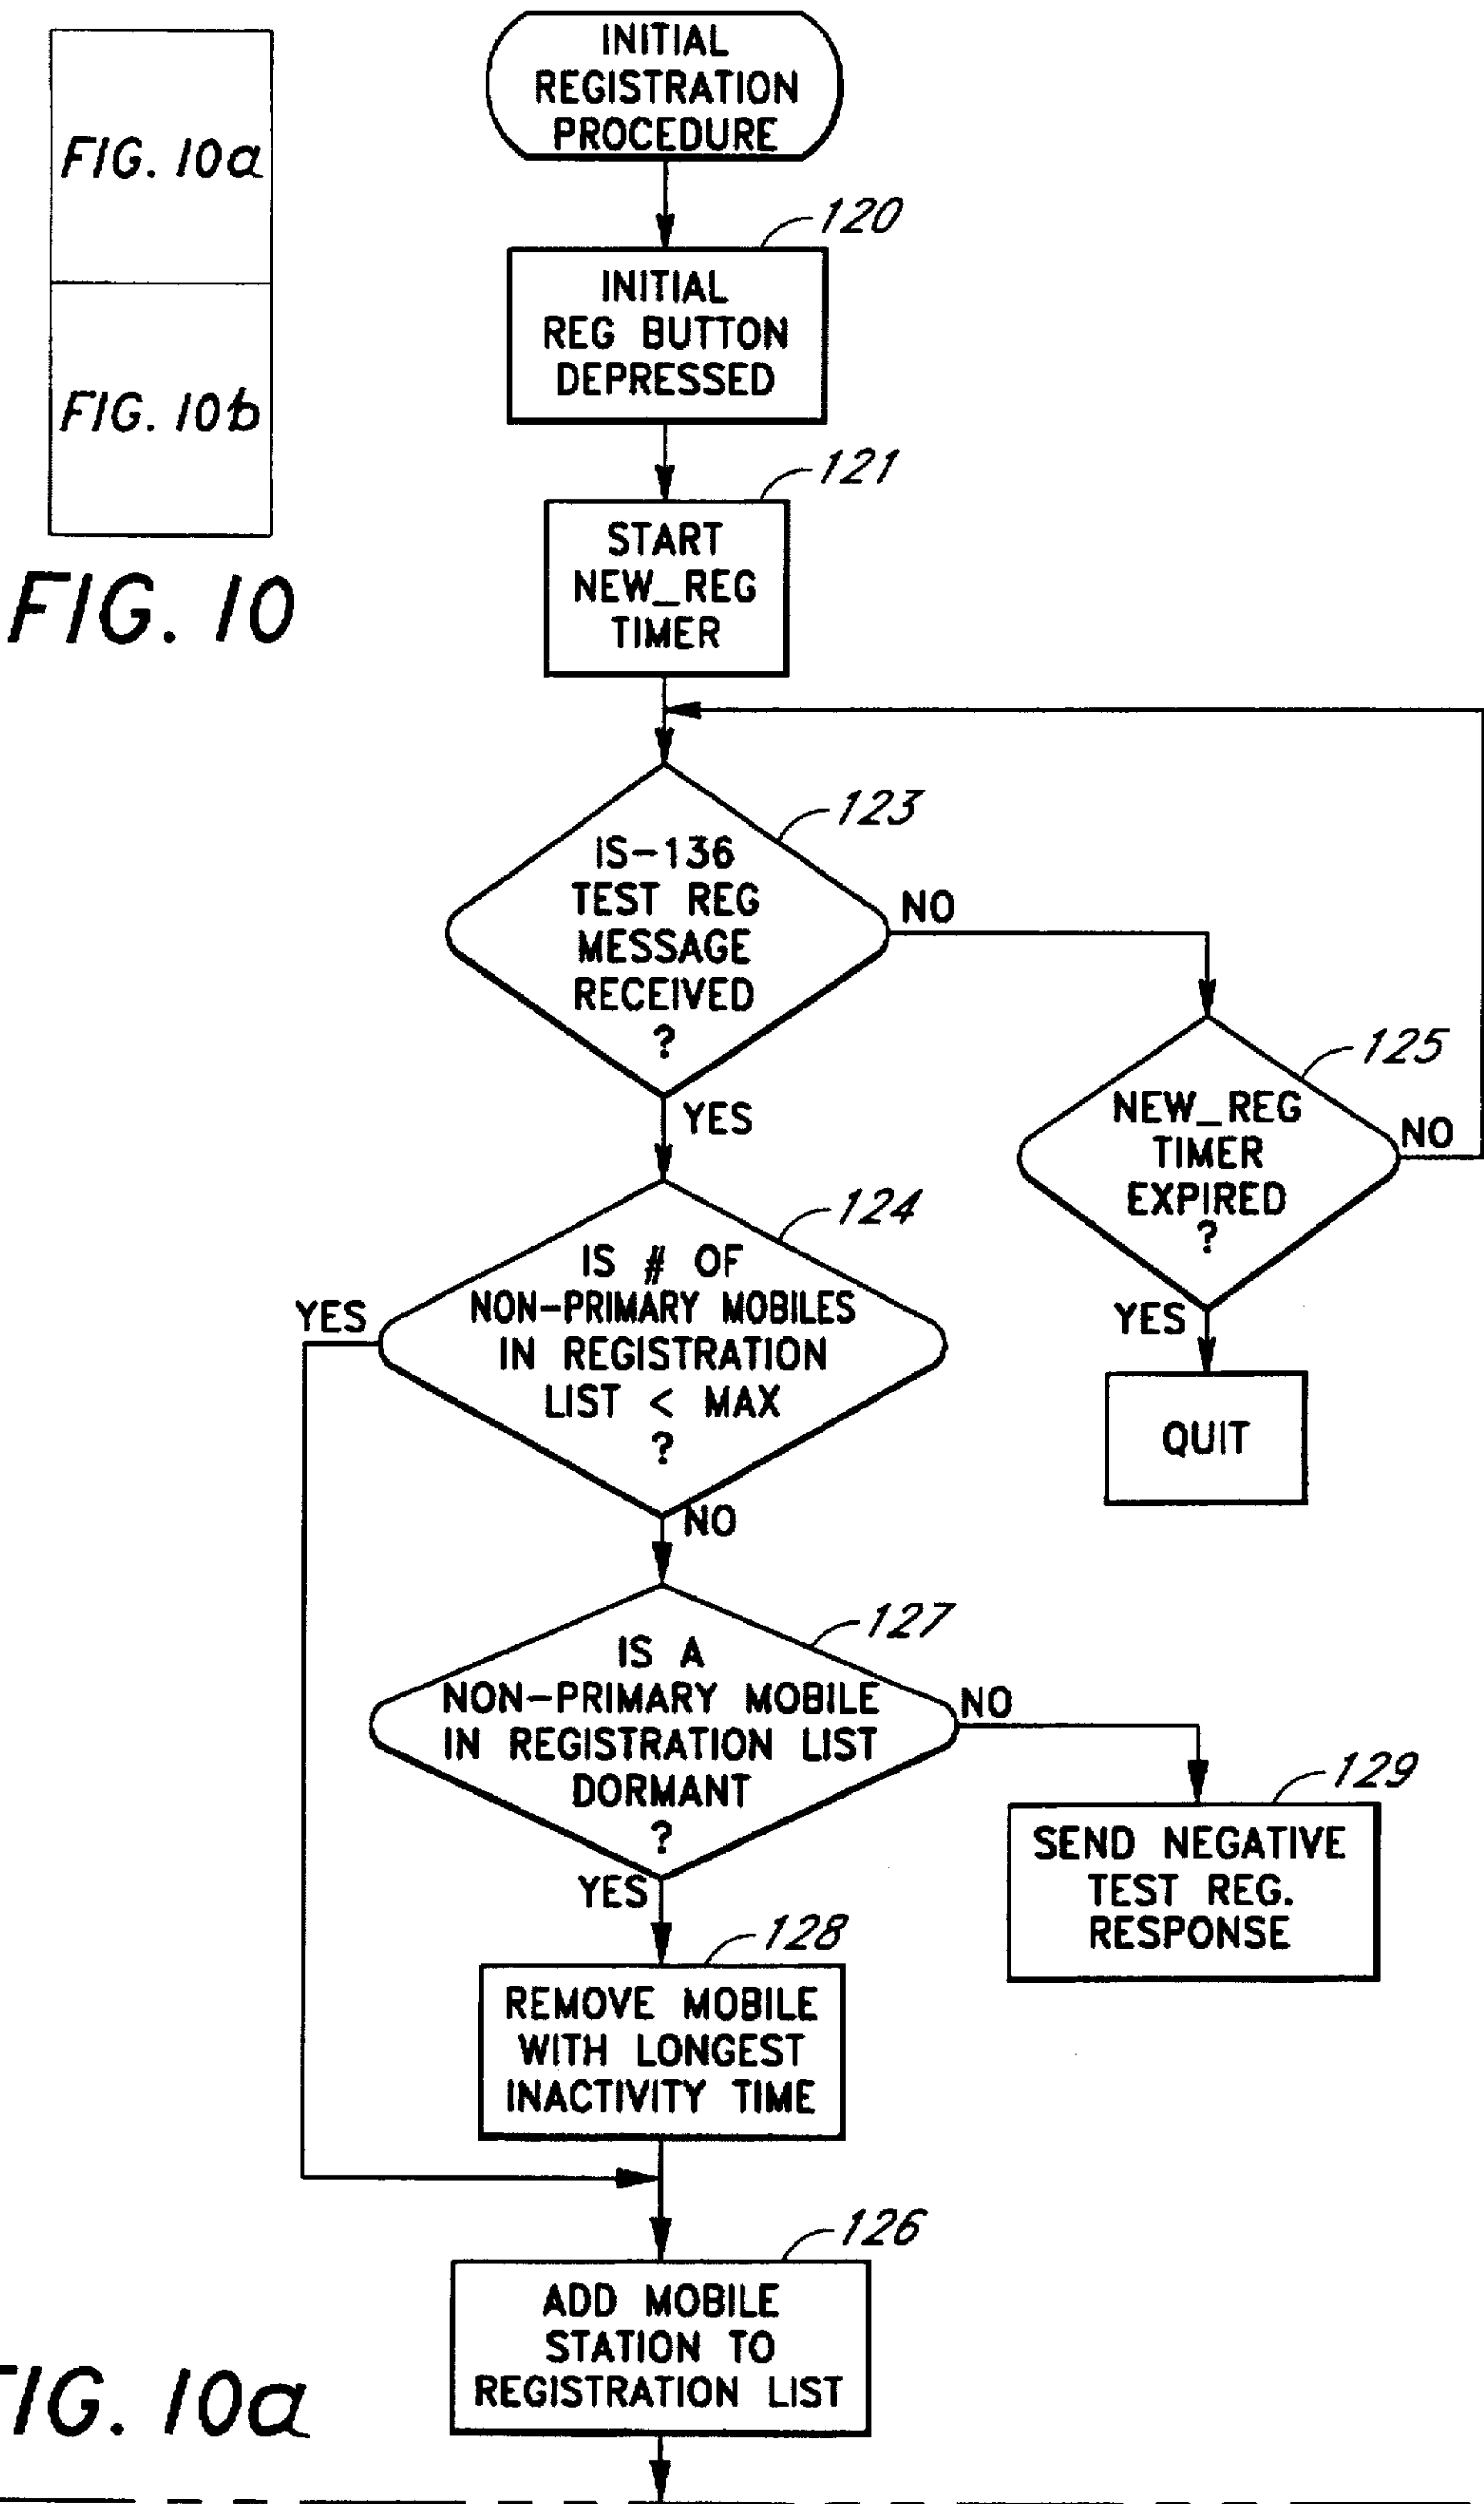 FIG. 10a
FIG. 10b
FIG. 10
INITIAL
REGISTRATION
PROCEDURE
120
INITIAL
REG BUTTON
DEPRESSED
121
START
NEW_REG
TIMER
123
IS-136
TEST REG
MESSAGE
RECEIVED
?
NO
YES
125
NEW_REG
TIMER
EXPIRED
?
NO
YES
QUIT
124
IS # OF
NON-PRIMARY MOBILES
IN REGISTRATION
LIST < MAX
?
YES
NO
127
IS A
NON-PRIMARY MOBILE
IN REGISTRATION LIST
DORMANT
?
NO
YES
129
SEND NEGATIVE
TEST REG.
RESPONSE
128
REMOVE MOBILE
WITH LONGEST
INACTIVITY TIME
126
ADD MOBILE
STATION TO
REGISTRATION LIST
FIG. 10a